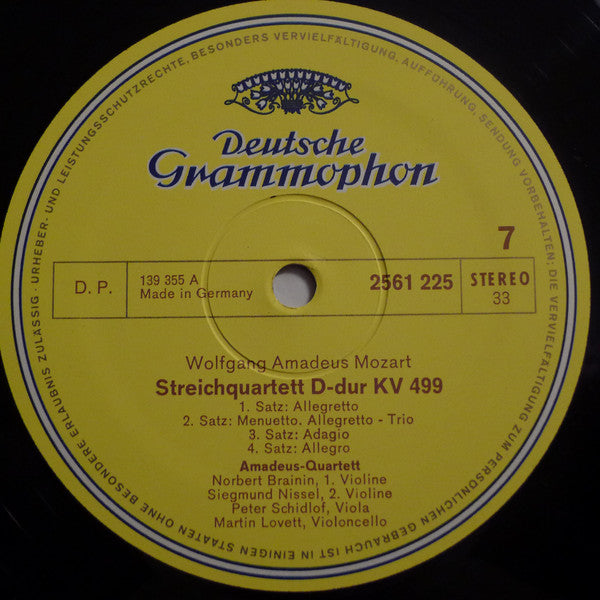 URHEBER- UND LEISTUNGSSCHUTZRECHTE, BESONDERS VERVIELFÄLTIGUNG, AUFFÜHRUNG, SENDUNG VORBEHALTEN; DIE VERVIELFÄLTIGUNG ZUM PERSÖNLICHEN GEBRAUCH IST IN EINIGEN STAATEN OHNE BESONDERE ERLAUBNIS ZULÄSSIG ·
Deutsche
Grammophon
7
D. P.
139 355 A
Made in Germany
2561 225
STEREO
33
Wolfgang Amadeus Mozart
Streichquartett D-dur KV 499
1. Satz: Allegretto
2. Satz: Menuetto. Allegretto - Trio
3. Satz: Adagio
4. Satz: Allegro
Amadeus-Quartett
Norbert Brainin, 1. Violine
Siegmund Nissel, 2. Violine
Peter Schidlof, Viola
Martin Lovett, Violoncello